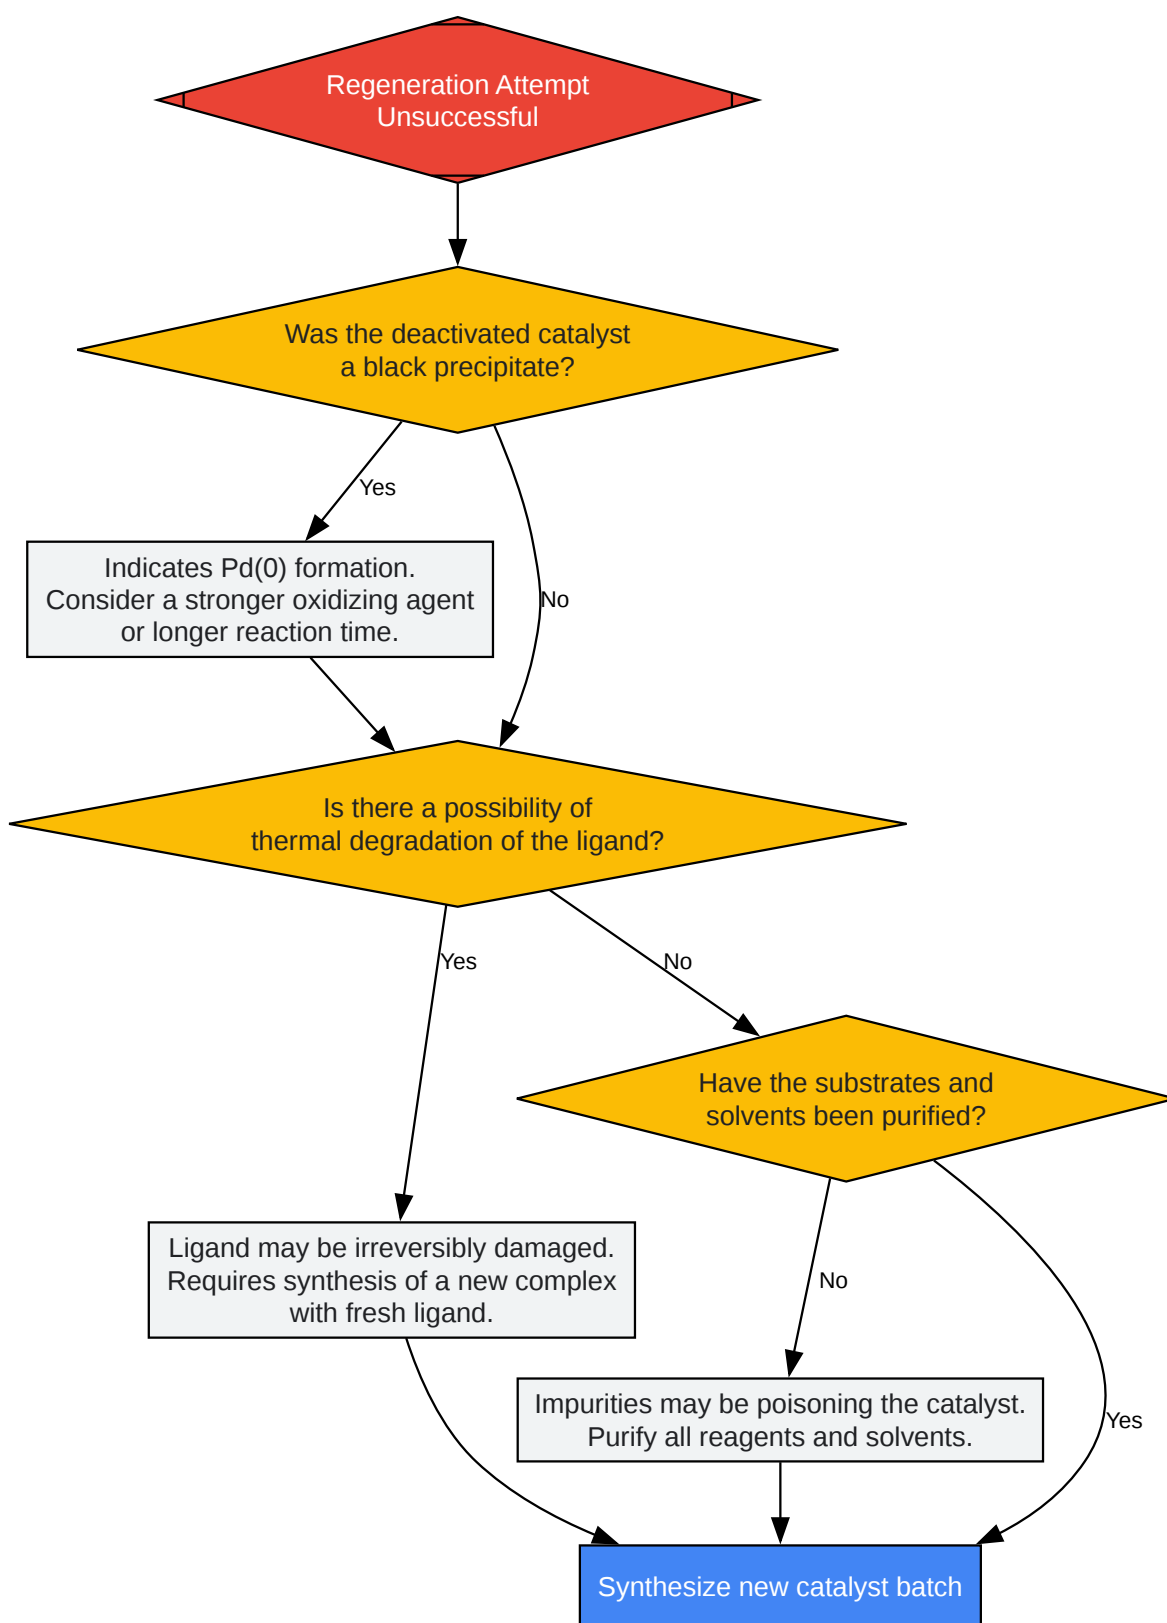 Regeneration Attempt
Unsuccessful
Was the deactivated catalyst
a black precipitate?
Yes
Indicates Pd(0) formation.
Consider a stronger oxidizing agent
or longer reaction time.
No
Is there a possibility of
thermal degradation of the ligand?
Yes
No
Have the substrates and
solvents been purified?
Ligand may be irreversibly damaged.
Requires synthesis of a new complex
with fresh ligand.
No
Impurities may be poisoning the catalyst.
Purify all reagents and solvents.
Yes
Synthesize new catalyst batch